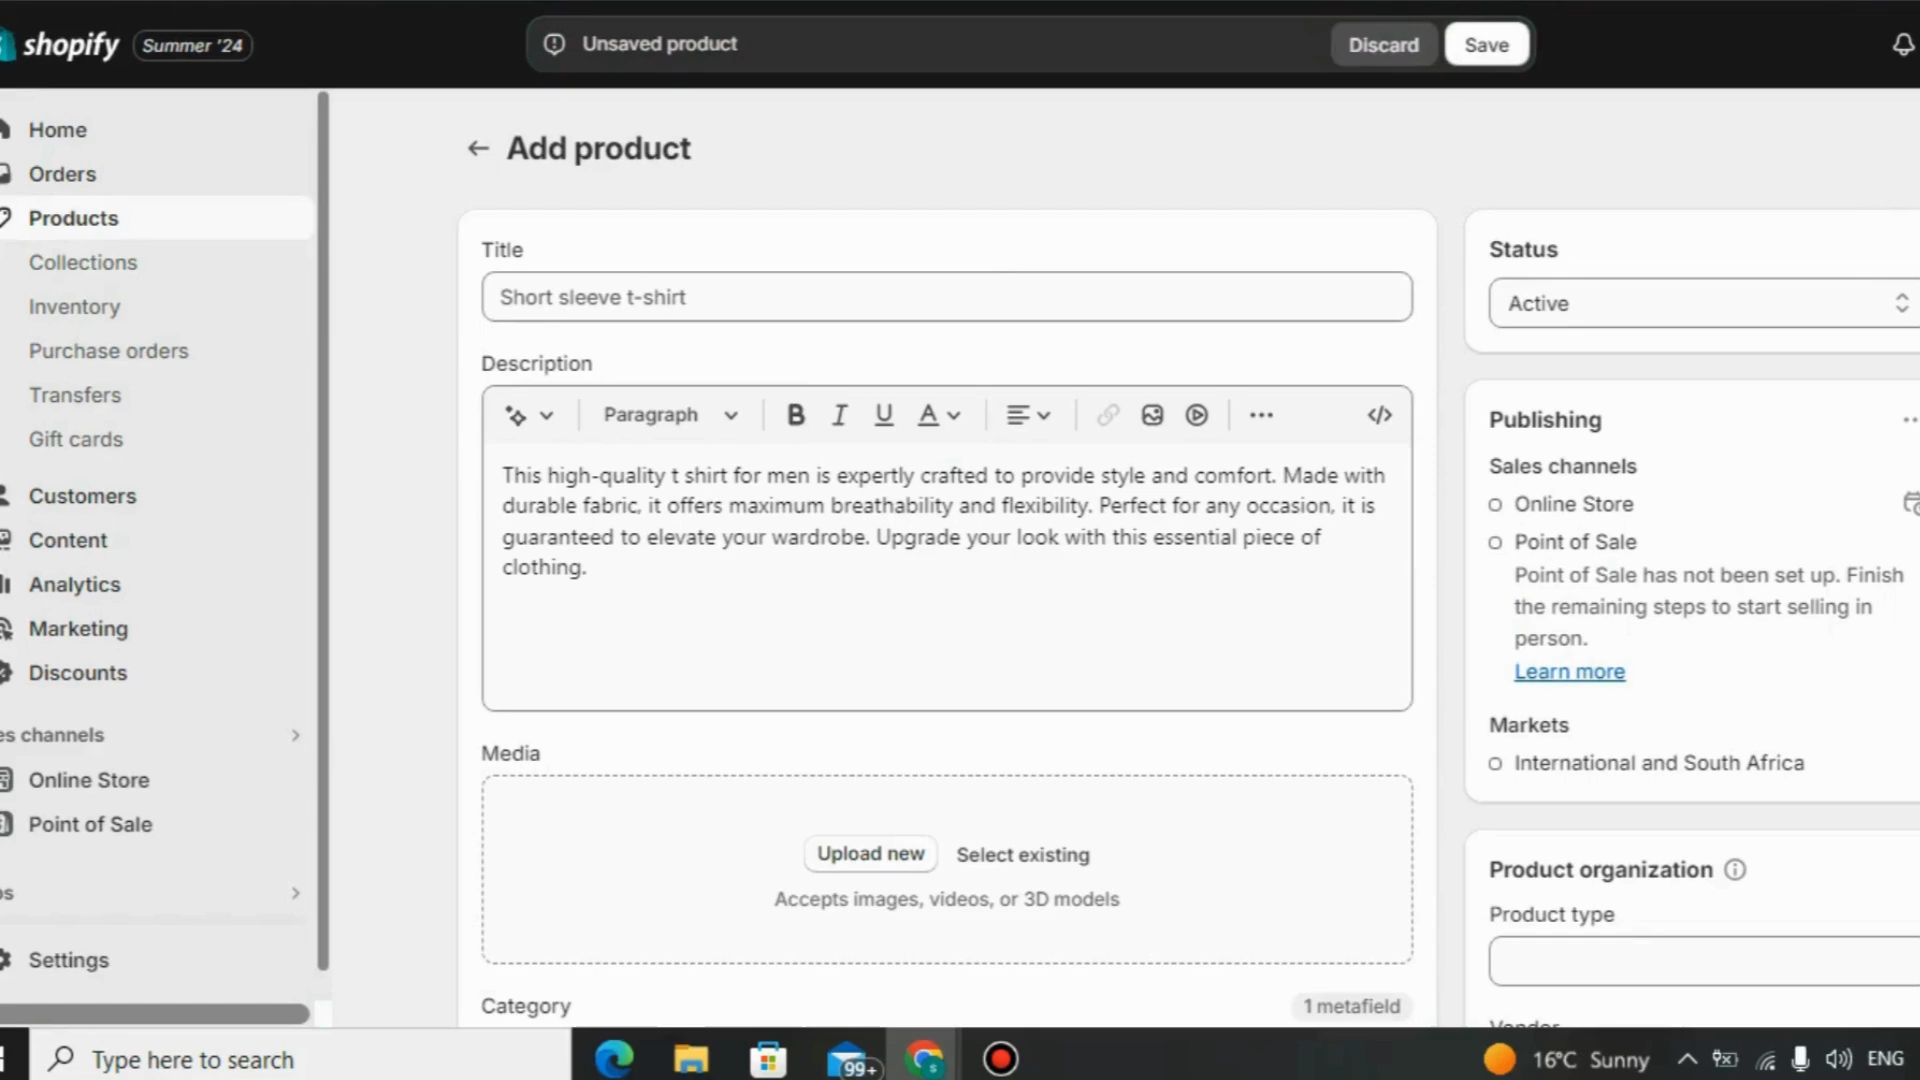 shopify
Summer '24
Unsaved product
Discard
Save
Home
Orders
Products
Collections
Inventory
Purchase orders
Transfers
Gift cards
Customers
Content
Analytics
Marketing
Discounts
es channels
Online Store
Point of Sale
os
Settings
Add product
Title
Short sleeve t-shirt
Description
Paragraph
This high-quality t shirt for men is expertly crafted to provide style and comfort. Made with
durable fabric, it offers maximum breathability and flexibility. Perfect for any occasion, it is
guaranteed to elevate your wardrobe. Upgrade your look with this essential piece of
clothing.
Media
Upload new
Select existing
Accepts images, videos, or 3D models
Category
1 metafield
Status
Active
Publishing
Sales channels
Online Store
Point of Sale
Point of Sale has not been set up. Finish
the remaining steps to start selling in
person.
Learn more
Markets
International and South Africa
Product organization
Product type
Vendor
Type here to search
99+
16°C Sunny
ENG